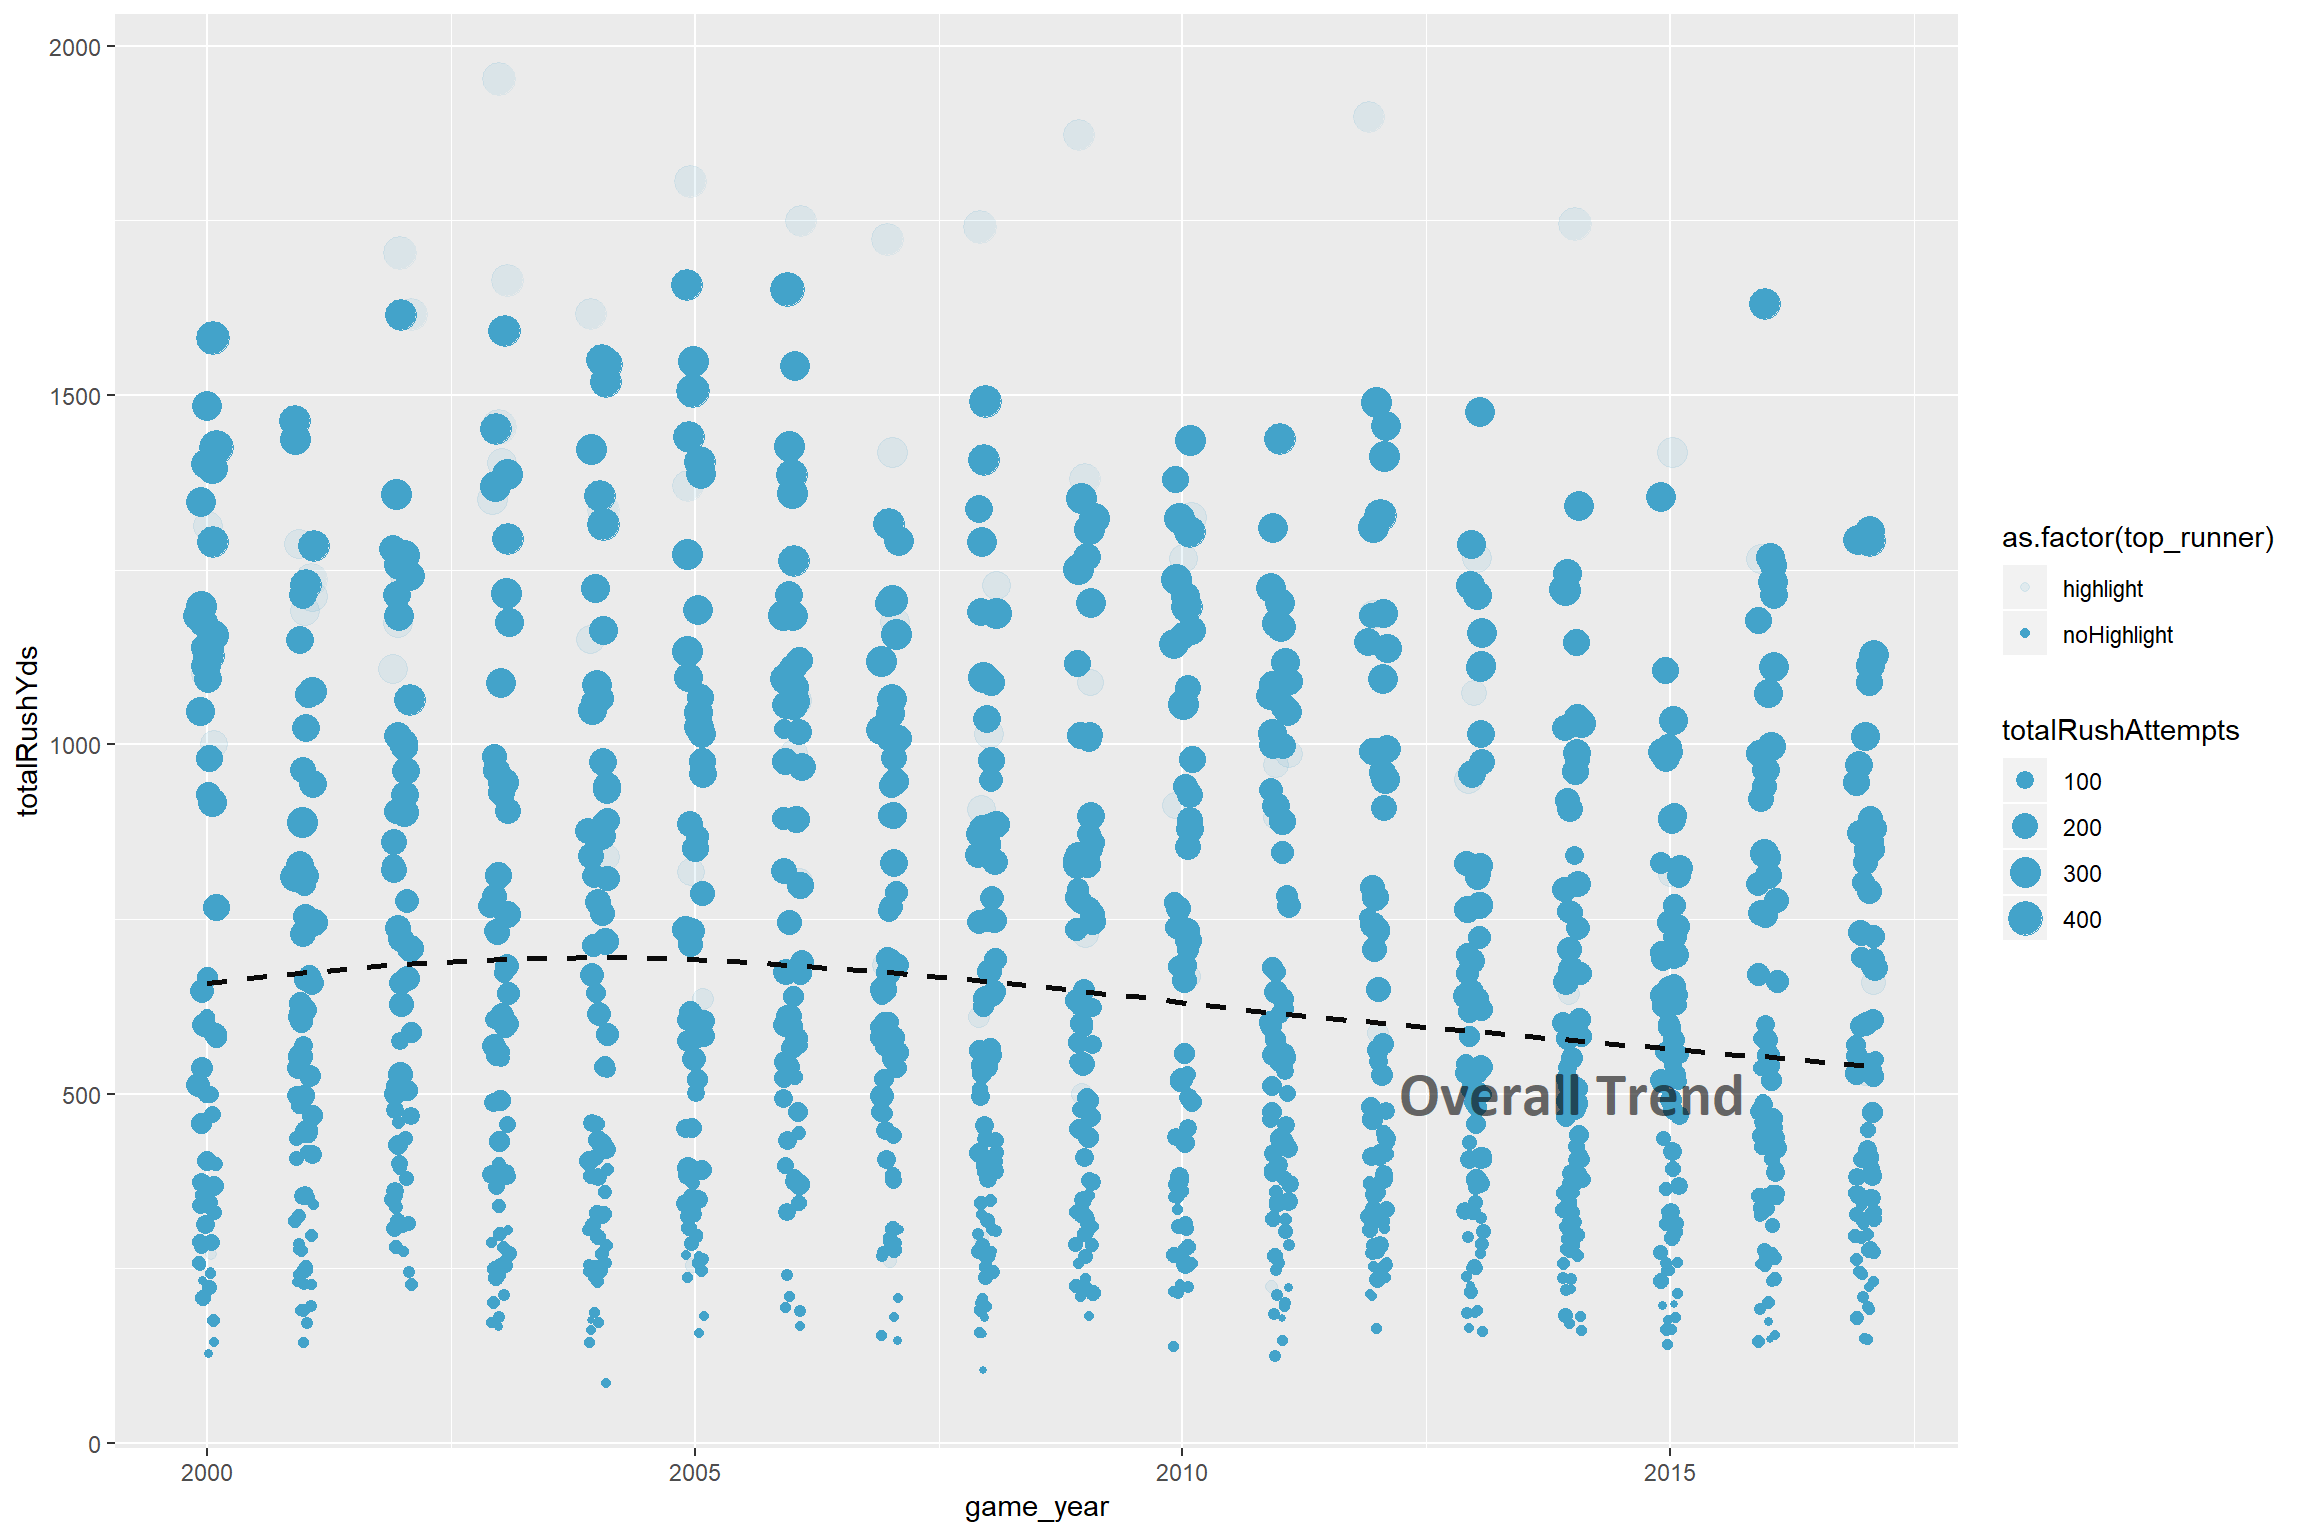 2000
1500
1000
500
0
totalRushYds
Overall Trend
2000 2005 2010 2015
game_year
as.factor(top_runner)
highlight
noHighlight
totalRushAttempts
100
200
300
400